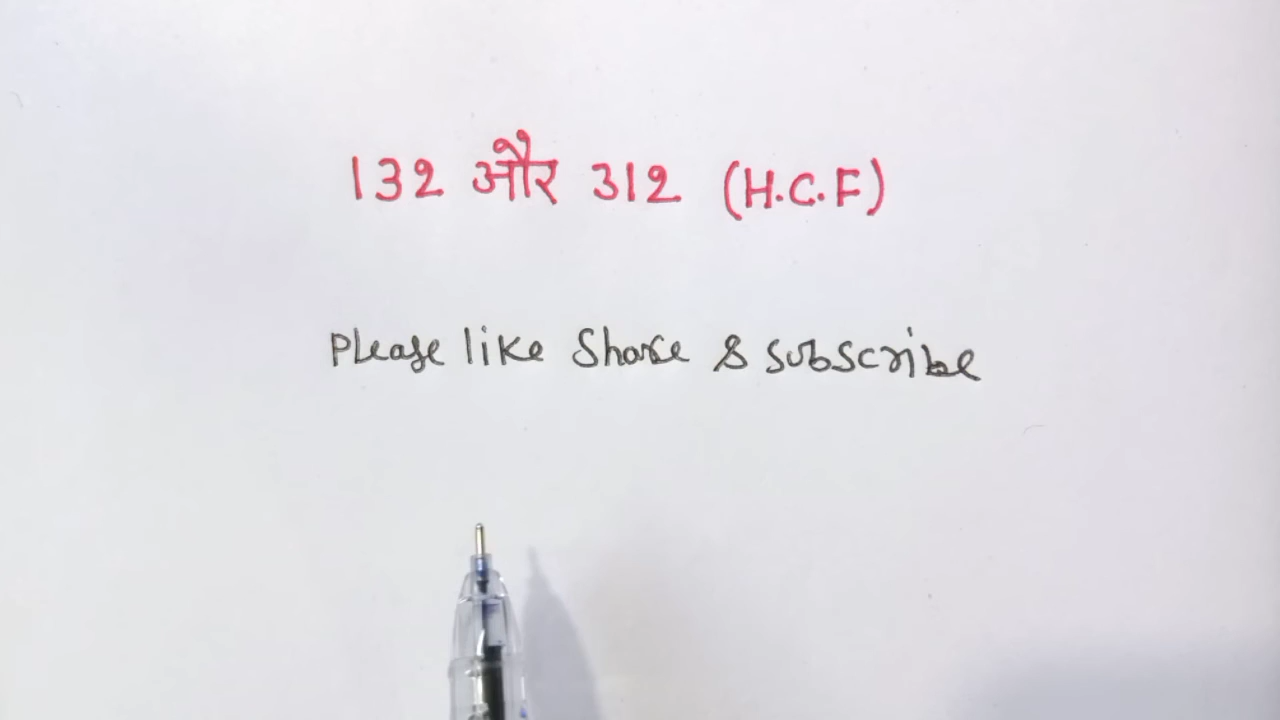 132 और 312 (H.C.F)
Please like Share & Subscribe